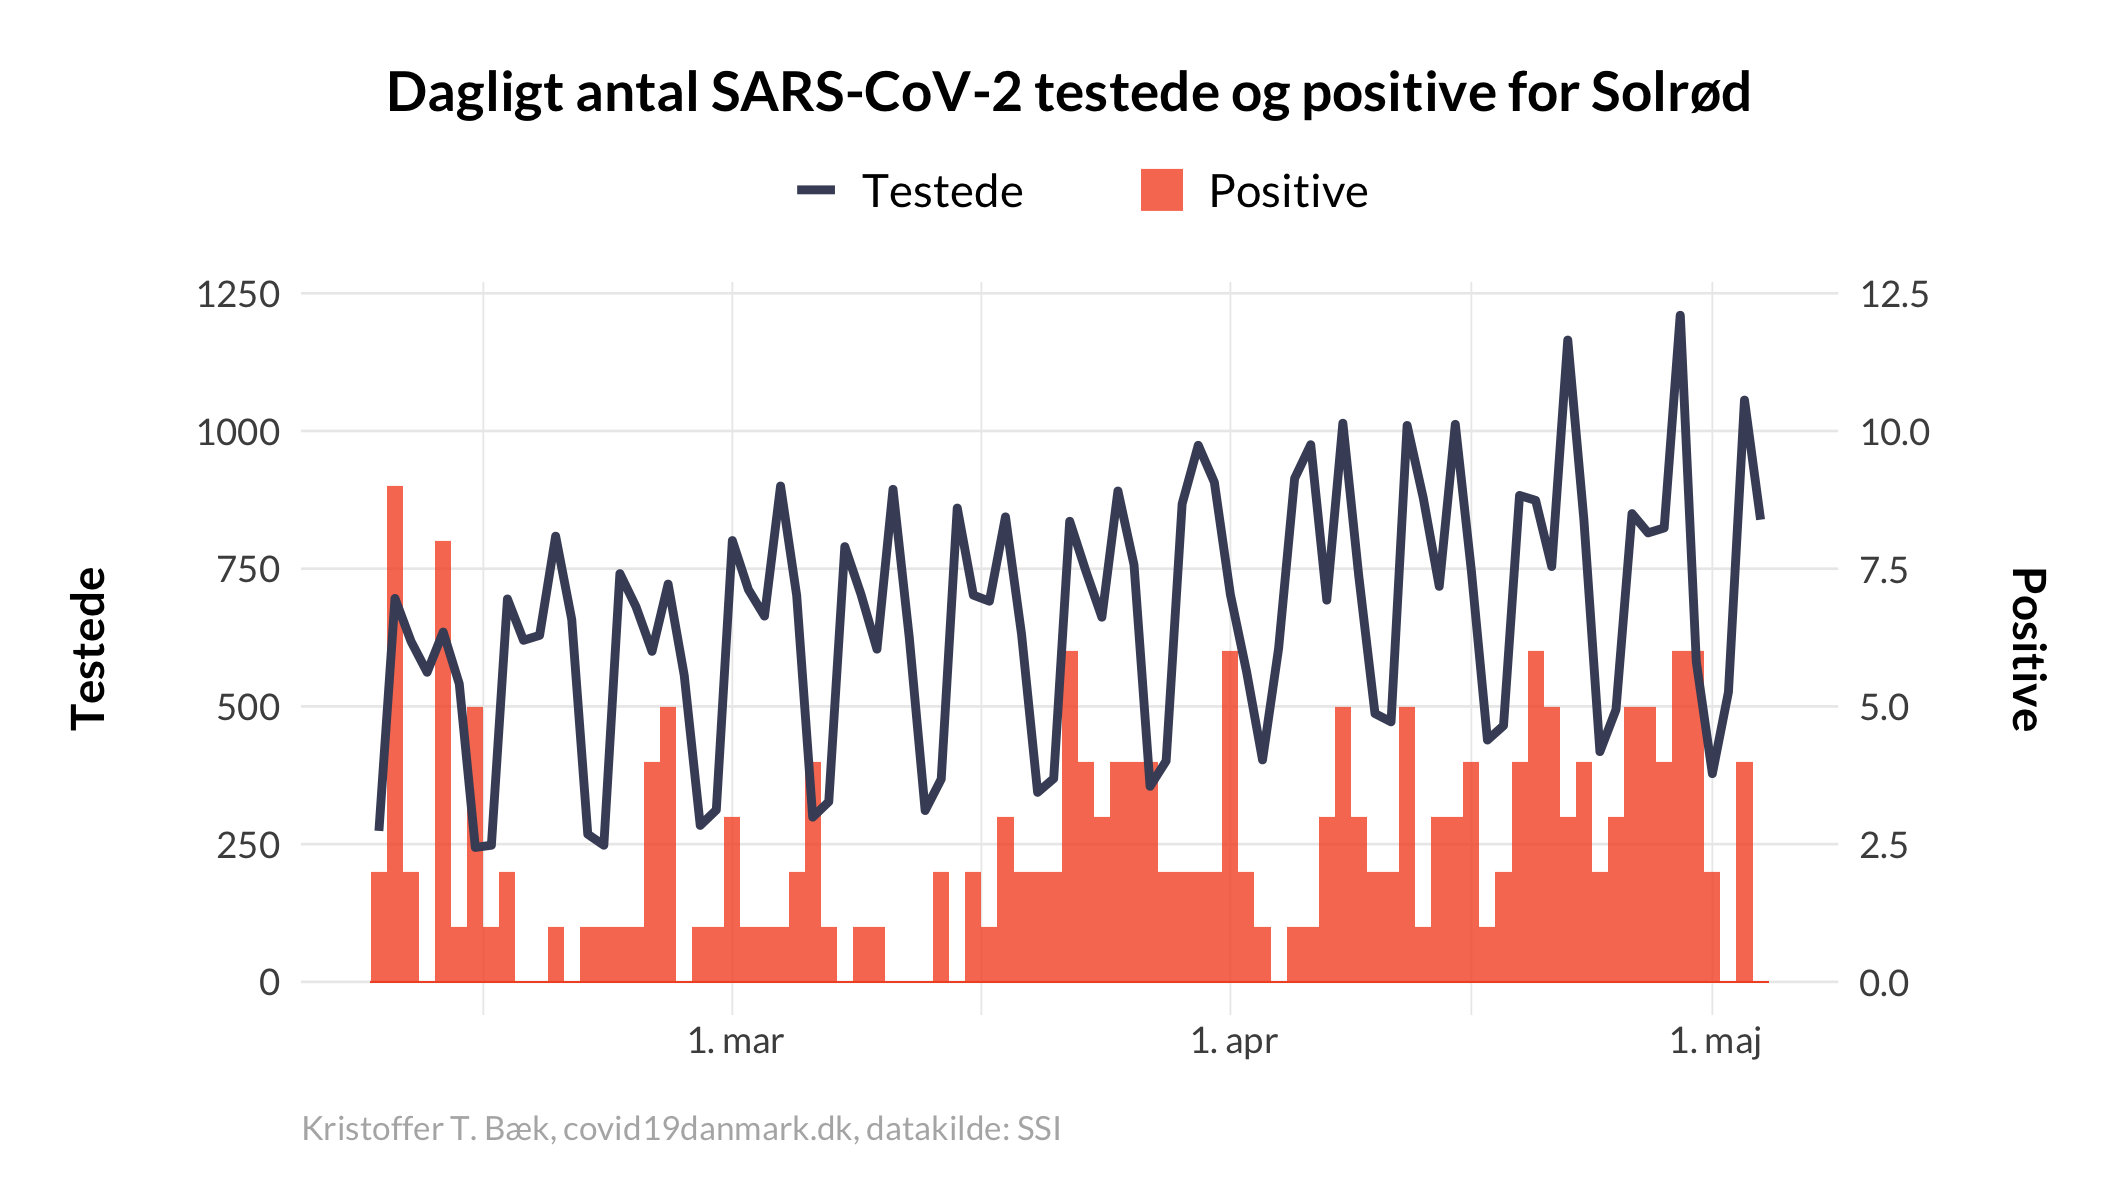 Dagligt antal SARS-CoV-2 testede og positive for Solrød
Testede Positive
1250 12.5
1000 10.0
750 7.5
500 5.0
250 2.5
0 0.0
Testede
Positive
1. mar 1. apr 1. maj
Kristoffer T. Bæk, covid19danmark.dk, datakilde: SSI